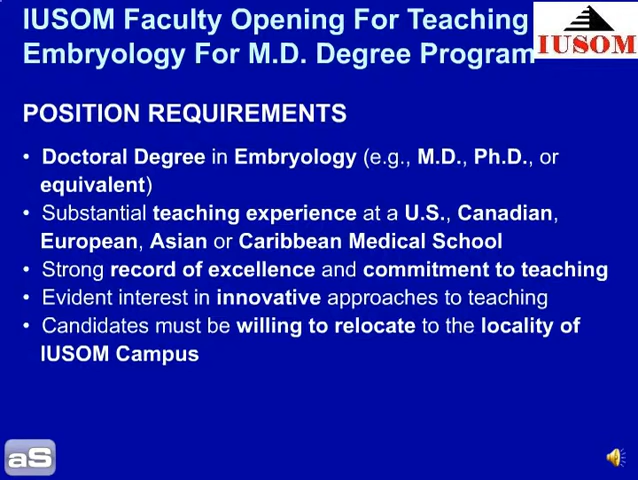 IUSOM Faculty Opening For Teaching
Embryology For M.D. Degree Program
IUSOM
POSITION REQUIREMENTS
• Doctoral Degree in Embryology (e.g., M.D., Ph.D., or
equivalent)
• Substantial teaching experience at a U.S., Canadian,
European, Asian or Caribbean Medical School
• Strong record of excellence and commitment to teaching
• Evident interest in innovative approaches to teaching
• Candidates must be willing to relocate to the locality of
IUSOM Campus
aS